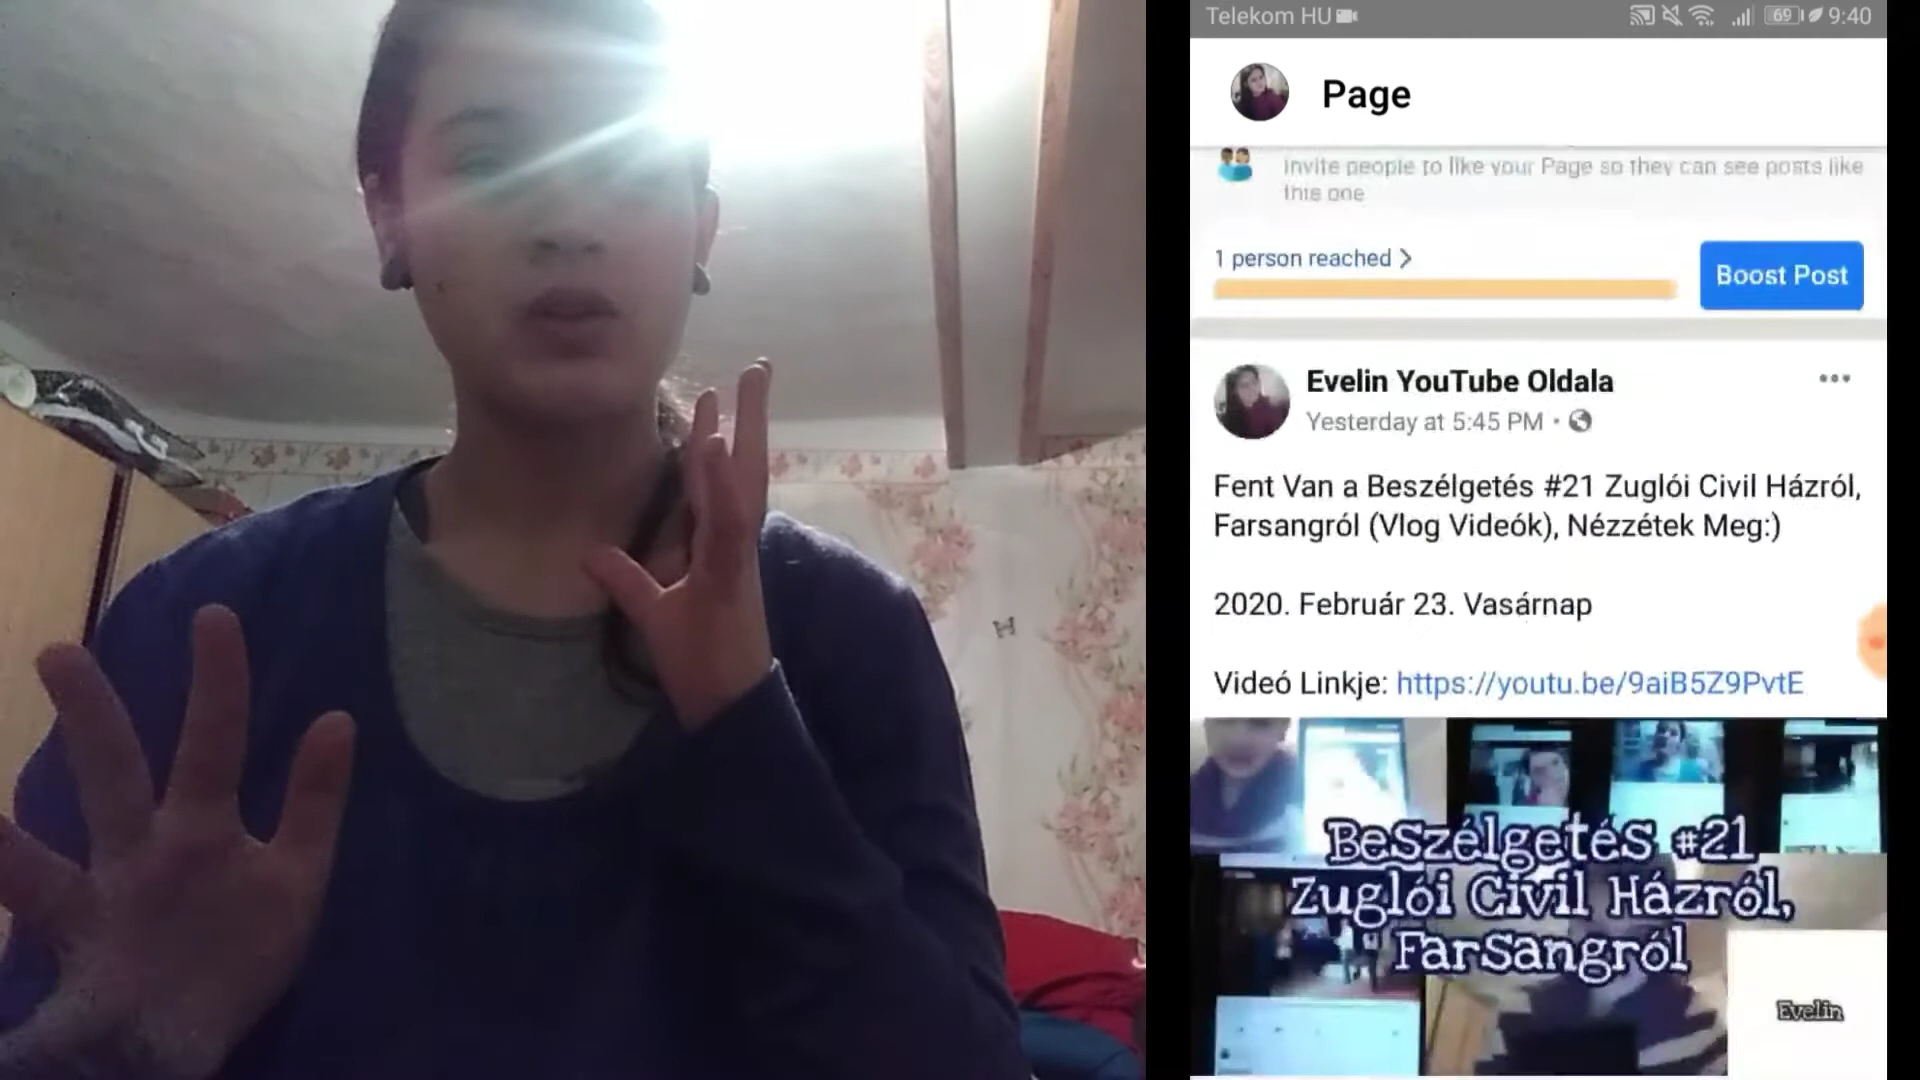 Telekom HU
69
9:40
Page
Invite people to like your Page so they can see posts like
this one
1 person reached
Boost Post
Evelin YouTube Oldala
Yesterday at 5:45 PM
Fent Van a Beszélgetés #21 Zuglói Civil Házról,
Farsangról (Vlog Videók), Nézzétek Meg:)
2020. Február 23. Vasárnap
Videó Linkje: https://youtu.be/9aiB5Z9PvtE
Beszélgetés #21
Zuglói Civil Házról,
Farsangról
Evelin